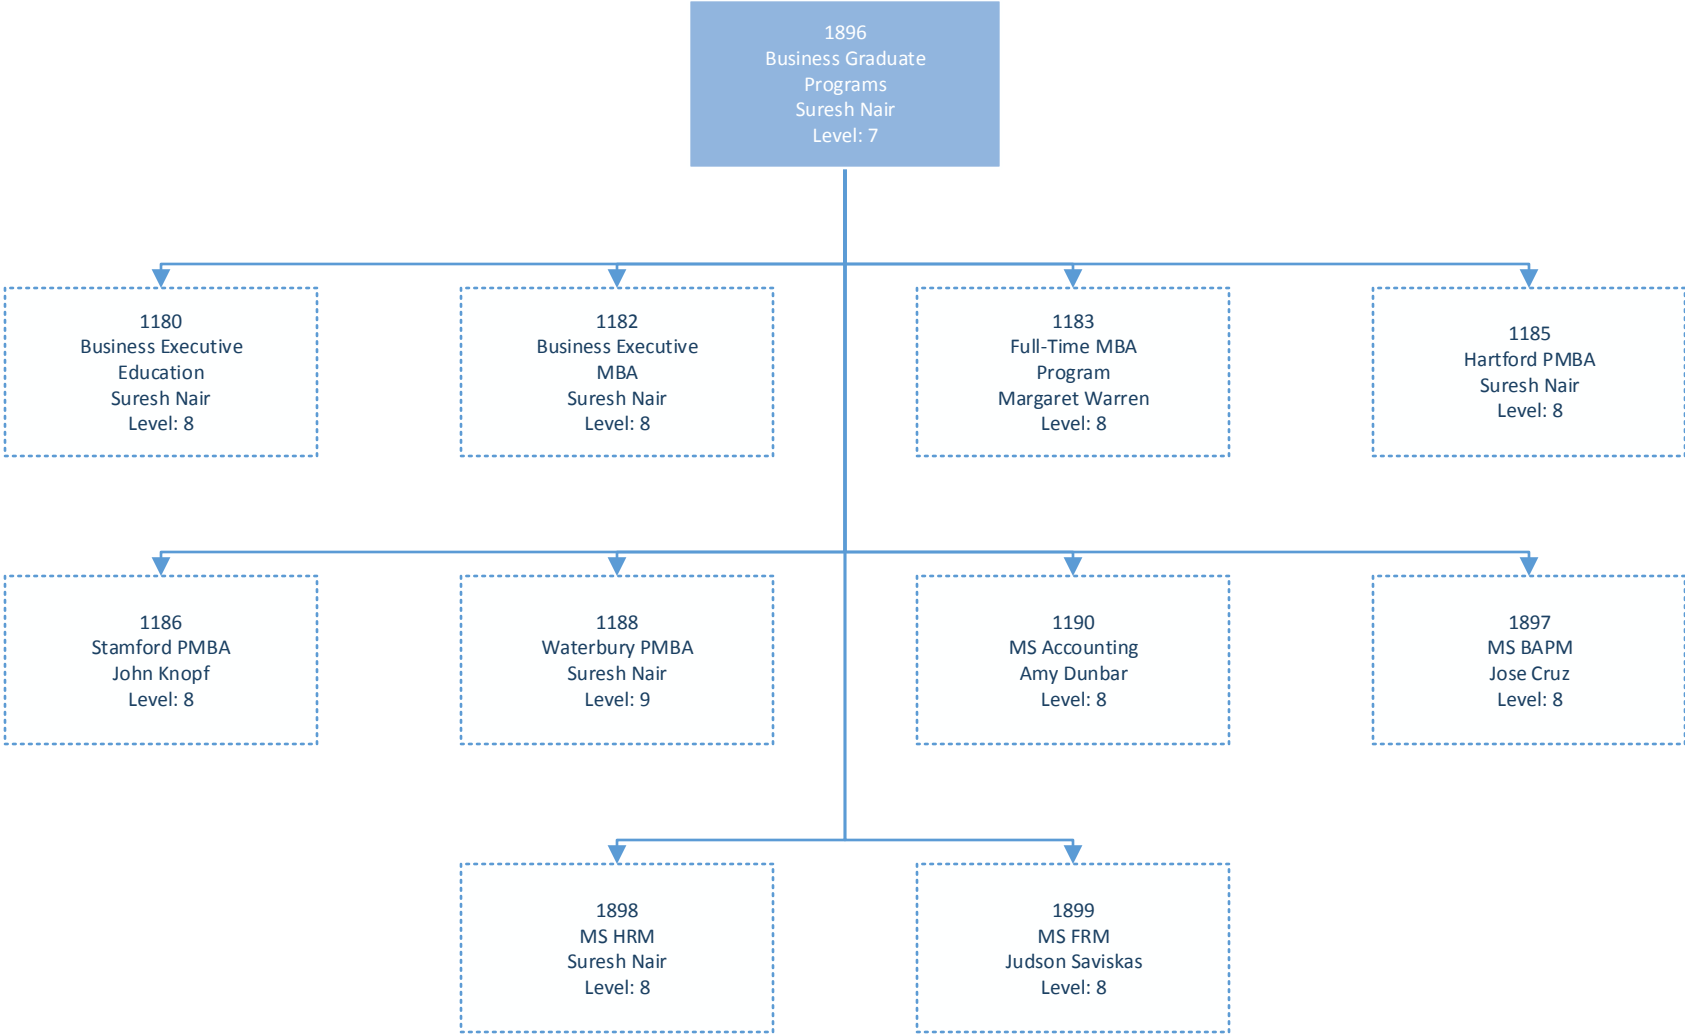 1896
Business Graduate
Programs
Suresh Nair
Level: 7
1180
Business Executive
Education
Suresh Nair
Level: 8
1182
Business Executive
MBA
Suresh Nair
Level: 8
1183
Full-Time MBA
Program
Margaret Warren
Level: 8
1185
Hartford PMBA
Suresh Nair
Level: 8
1186
Stamford PMBA
John Knopf
Level: 8
1188
Waterbury PMBA
Suresh Nair
Level: 9
1190
MS Accounting
Amy Dunbar
Level: 8
1897
MS BAPM
Jose Cruz
Level: 8
1898
MS HRM
Suresh Nair
Level: 8
1899
MS FRM
Judson Saviskas
Level: 8